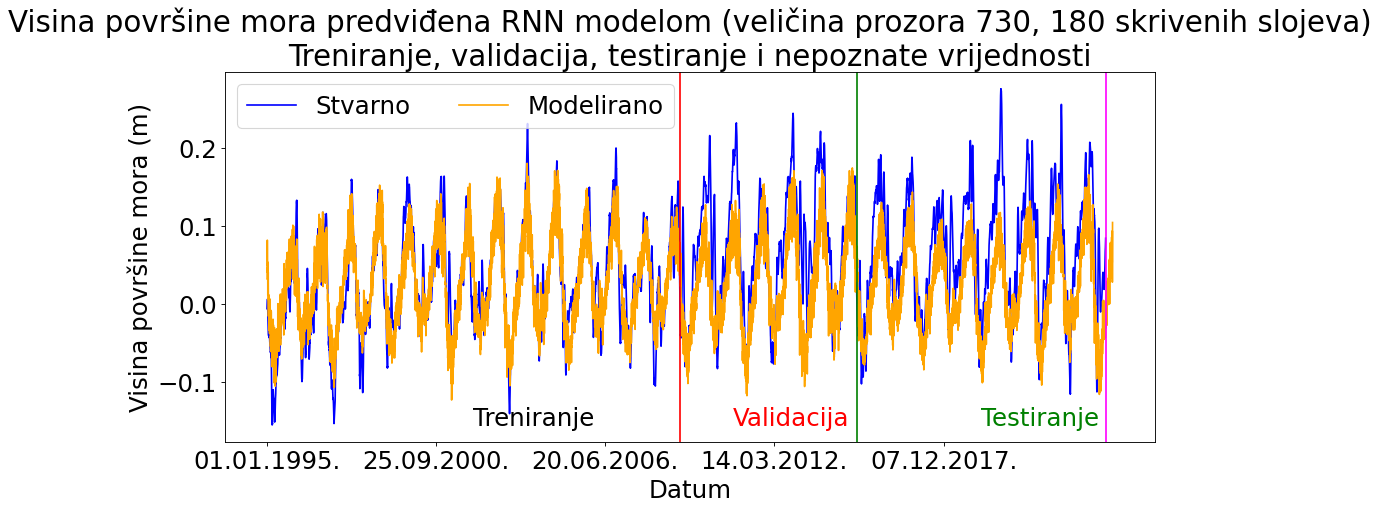 Visina površine mora predviđena RNN modelom (veličina prozora 730, 180 skrivenih slojeva)
Treniranje, validacija, testiranje i nepoznate vrijednosti
Stvarno Modelirano
Visina površine mora (m)
0.2
0.1
0.0
−0.1
Treniranje Validacija Testiranje
01.01.1995. 25.09.2000. 20.06.2006. 14.03.2012. 07.12.2017.
Datum